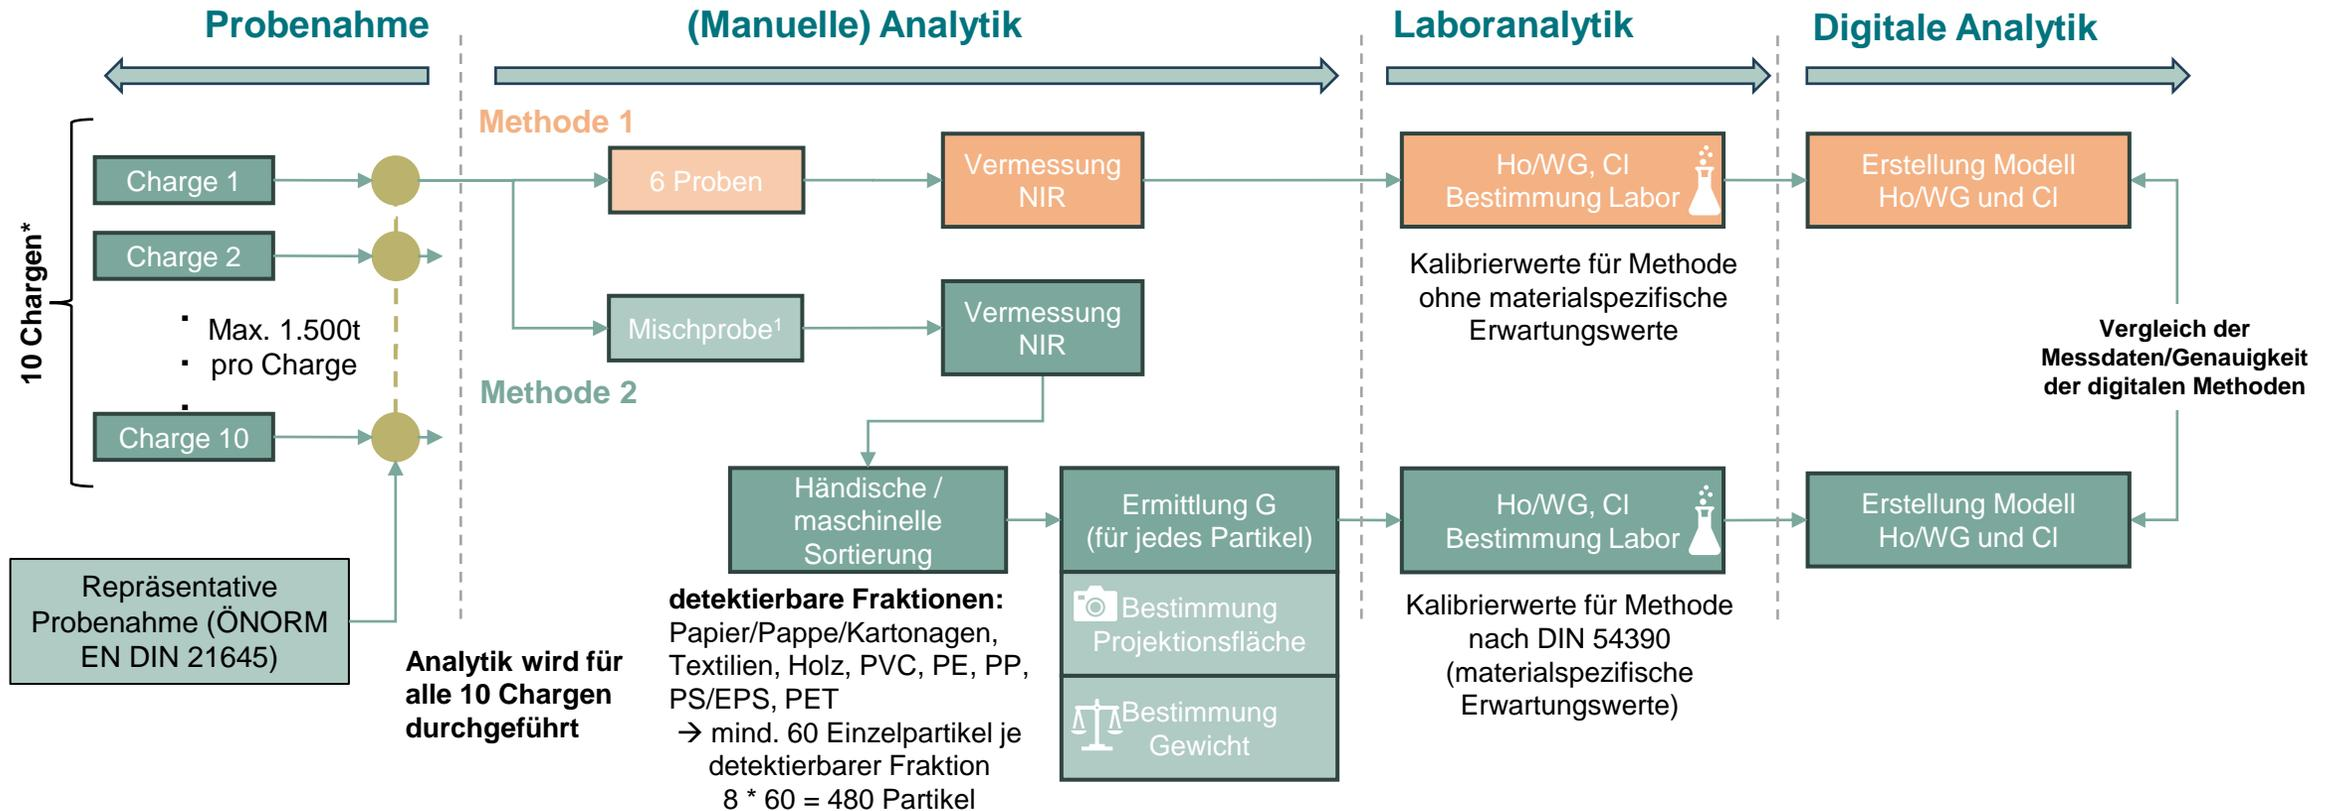 Probenahme
(Manuelle) Analytik
Laboranalytik
Digitale Analytik
10 Chargen*
Charge 1
Charge 2
▪ Max. 1.500t
▪ pro Charge
▪
Charge 10
Repräsentative
Probenahme (ÖNORM
EN DIN 21645)
Analytik wird für
alle 10 Chargen
durchgeführt
Methode 1
6 Proben
Vermessung
NIR
Methode 2
Mischprobe¹
Vermessung
NIR
Händische /
maschinelle
Sortierung
detektierbare Fraktionen:
Papier/Pappe/Kartonagen,
Textilien, Holz, PVC, PE, PP,
PS/EPS, PET
→ mind. 60 Einzelpartikel je
detektierbarer Fraktion
8 * 60 = 480 Partikel
Ermittlung G
(für jedes Partikel)
Bestimmung
Projektionsfläche
Bestimmung
Gewicht
Ho/WG, Cl
Bestimmung Labor
Kalibrierwerte für Methode
ohne materialspezifische
Erwartungswerte
Ho/WG, Cl
Bestimmung Labor
Kalibrierwerte für Methode
nach DIN 54390
(materialspezifische
Erwartungswerte)
Erstellung Modell
Ho/WG und Cl
Vergleich der
Messdaten/Genauigkeit
der digitalen Methoden
Erstellung Modell
Ho/WG und Cl